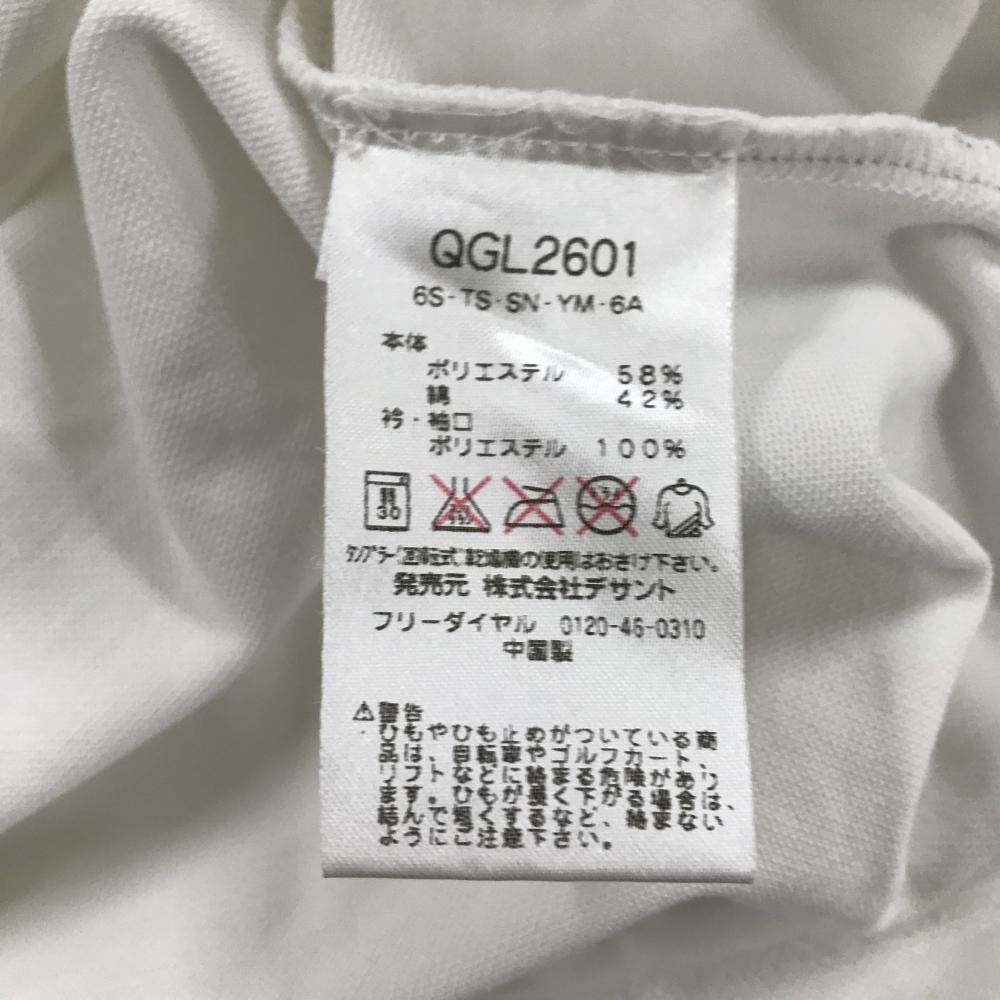 QGL2601
6S-TS-SN-YM-6A
本体
ポリエステル 58%
綿 42%
衿・袖口
ポリエステル 100%
弱
30
タンブラー(回転式)乾燥機の使用はおさけ下さい。
発売元 株式会社デサント
フリーダイヤル 0120-46-0310
中国製
⚠警告
・ひもやひも止めがついている商
品は、自転車やゴルフカート、
リフトなどに絡まる危険があり
ます。ひもが長く下がる場合は、
結んで短くするなど、絡まない
ようにご注意下さい。